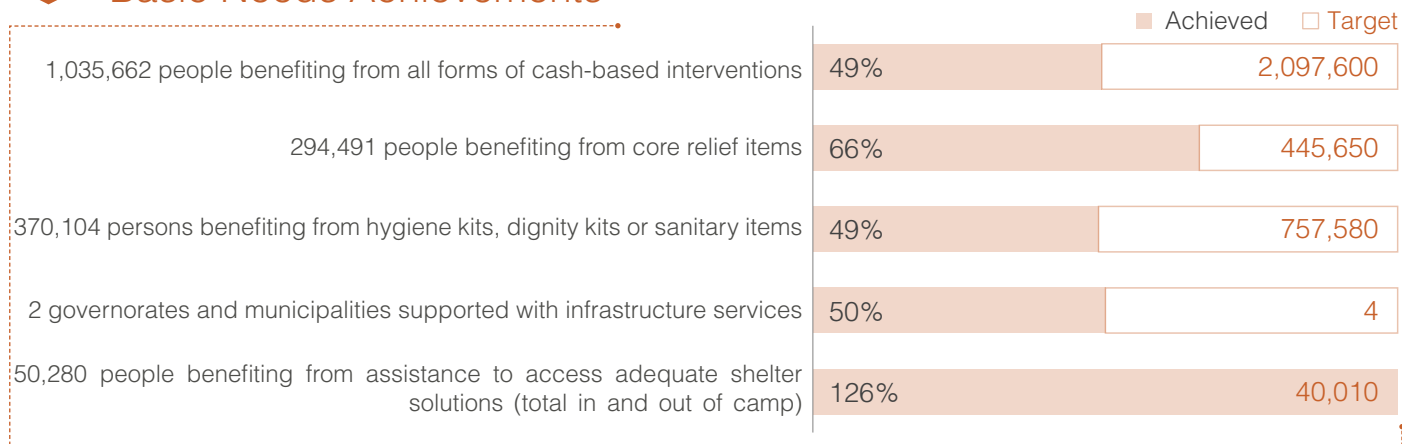 Basic Needs Achievements
Achieved Target
1,035,662 people benefiting from all forms of cash-based interventions 49% 2,097,600
294,491 people benefiting from core relief items 66% 445,650
370,104 persons benefiting from hygiene kits, dignity kits or sanitary items 49% 757,580
2 governorates and municipalities supported with infrastructure services 50% 4
50,280 people benefiting from assistance to access adequate shelter
solutions (total in and out of camp) 126% 40,010